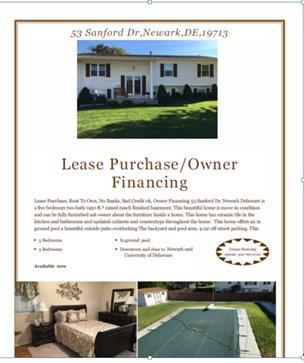 53 Sanford Dr,Newark,DE,19713
Lease Purchase/Owner
Financing
Lease Purchase, Rent To Own, No Banks, Bad Credit ok, Owner Financing 53 Sanford Dr. Newark Delaware is
a five bedroom two bath 1950 ft.² raised ranch finished basement. This beautiful home is move in condition
and can be fully furnished ask owner about the furniture Inside a home. This home has ceramic tile in the
kitchen and bathrooms and updated cabinets and countertops throughout the home This home offers an in
ground pool a beautiful outside patio overlooking The backyard and pool area. 4 car off-street parking. This
• 5 Bedrooms
• 2 Bedrooms
• In ground pool
• Downtown and close to Newark and
University of Delaware
Unique financing
options
Available now